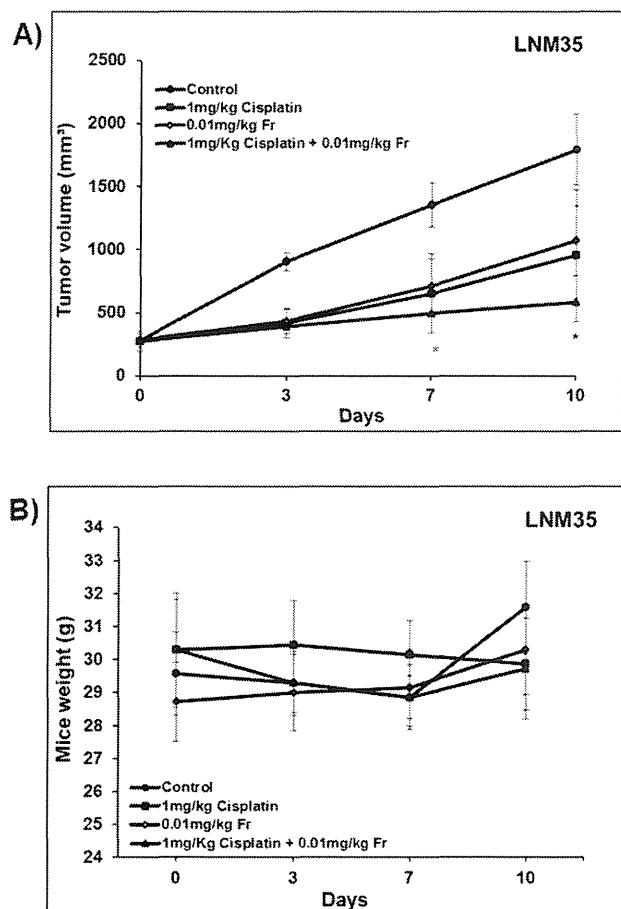 A)
LNM35
2500
2000
1500
1000
500
0
Tumor volume (mm³)
Control
1mg/kg Cisplatin
0.01mg/kg Fr
1mg/Kg Cisplatin + 0.01mg/kg Fr
*
*
0 3 7 10
Days
B)
LNM35
34
33
32
31
30
29
28
27
26
25
24
Mice weight (g)
Control
1mg/kg Cisplatin
0.01mg/kg Fr
1mg/Kg Cisplatin + 0.01mg/kg Fr
0 3 7 10
Days